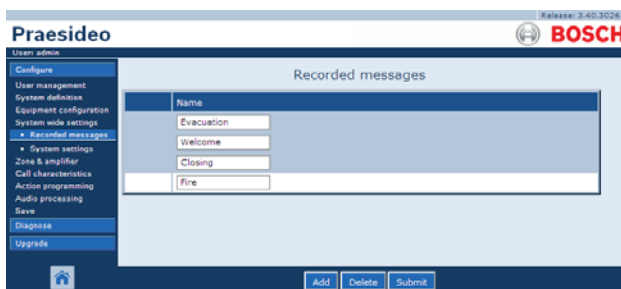 Release: 3.40.3026
Praesideo
BOSCH
User: admin
Configure
User management
System definition
Equipment configuration
System wide settings
• Recorded messages
• System settings
Zone & amplifier
Call characteristics
Action programming
Audio processing
Save
Diagnose
Upgrade
Recorded messages
Name
Evacuation
Welcome
Closing
Fire
Add Delete Submit